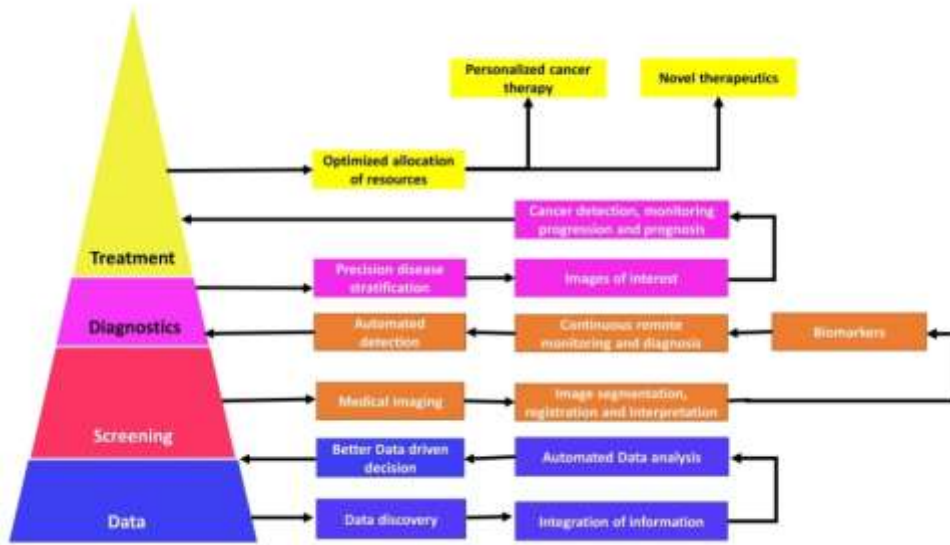 Personalized cancer
therapy
Novel therapeutics
Optimized allocation
of resources
Cancer detection, monitoring
progression and prognosis
Treatment
Precision disease
stratification
Images of interest
Diagnostics
Automated
detection
Continuous remote
monitoring and diagnosis
Biomarkers
Medical imaging
Image segmentation,
registration and interpretation
Screening
Better Data driven
decision
Automated Data analysis
Data
Data discovery
Integration of information